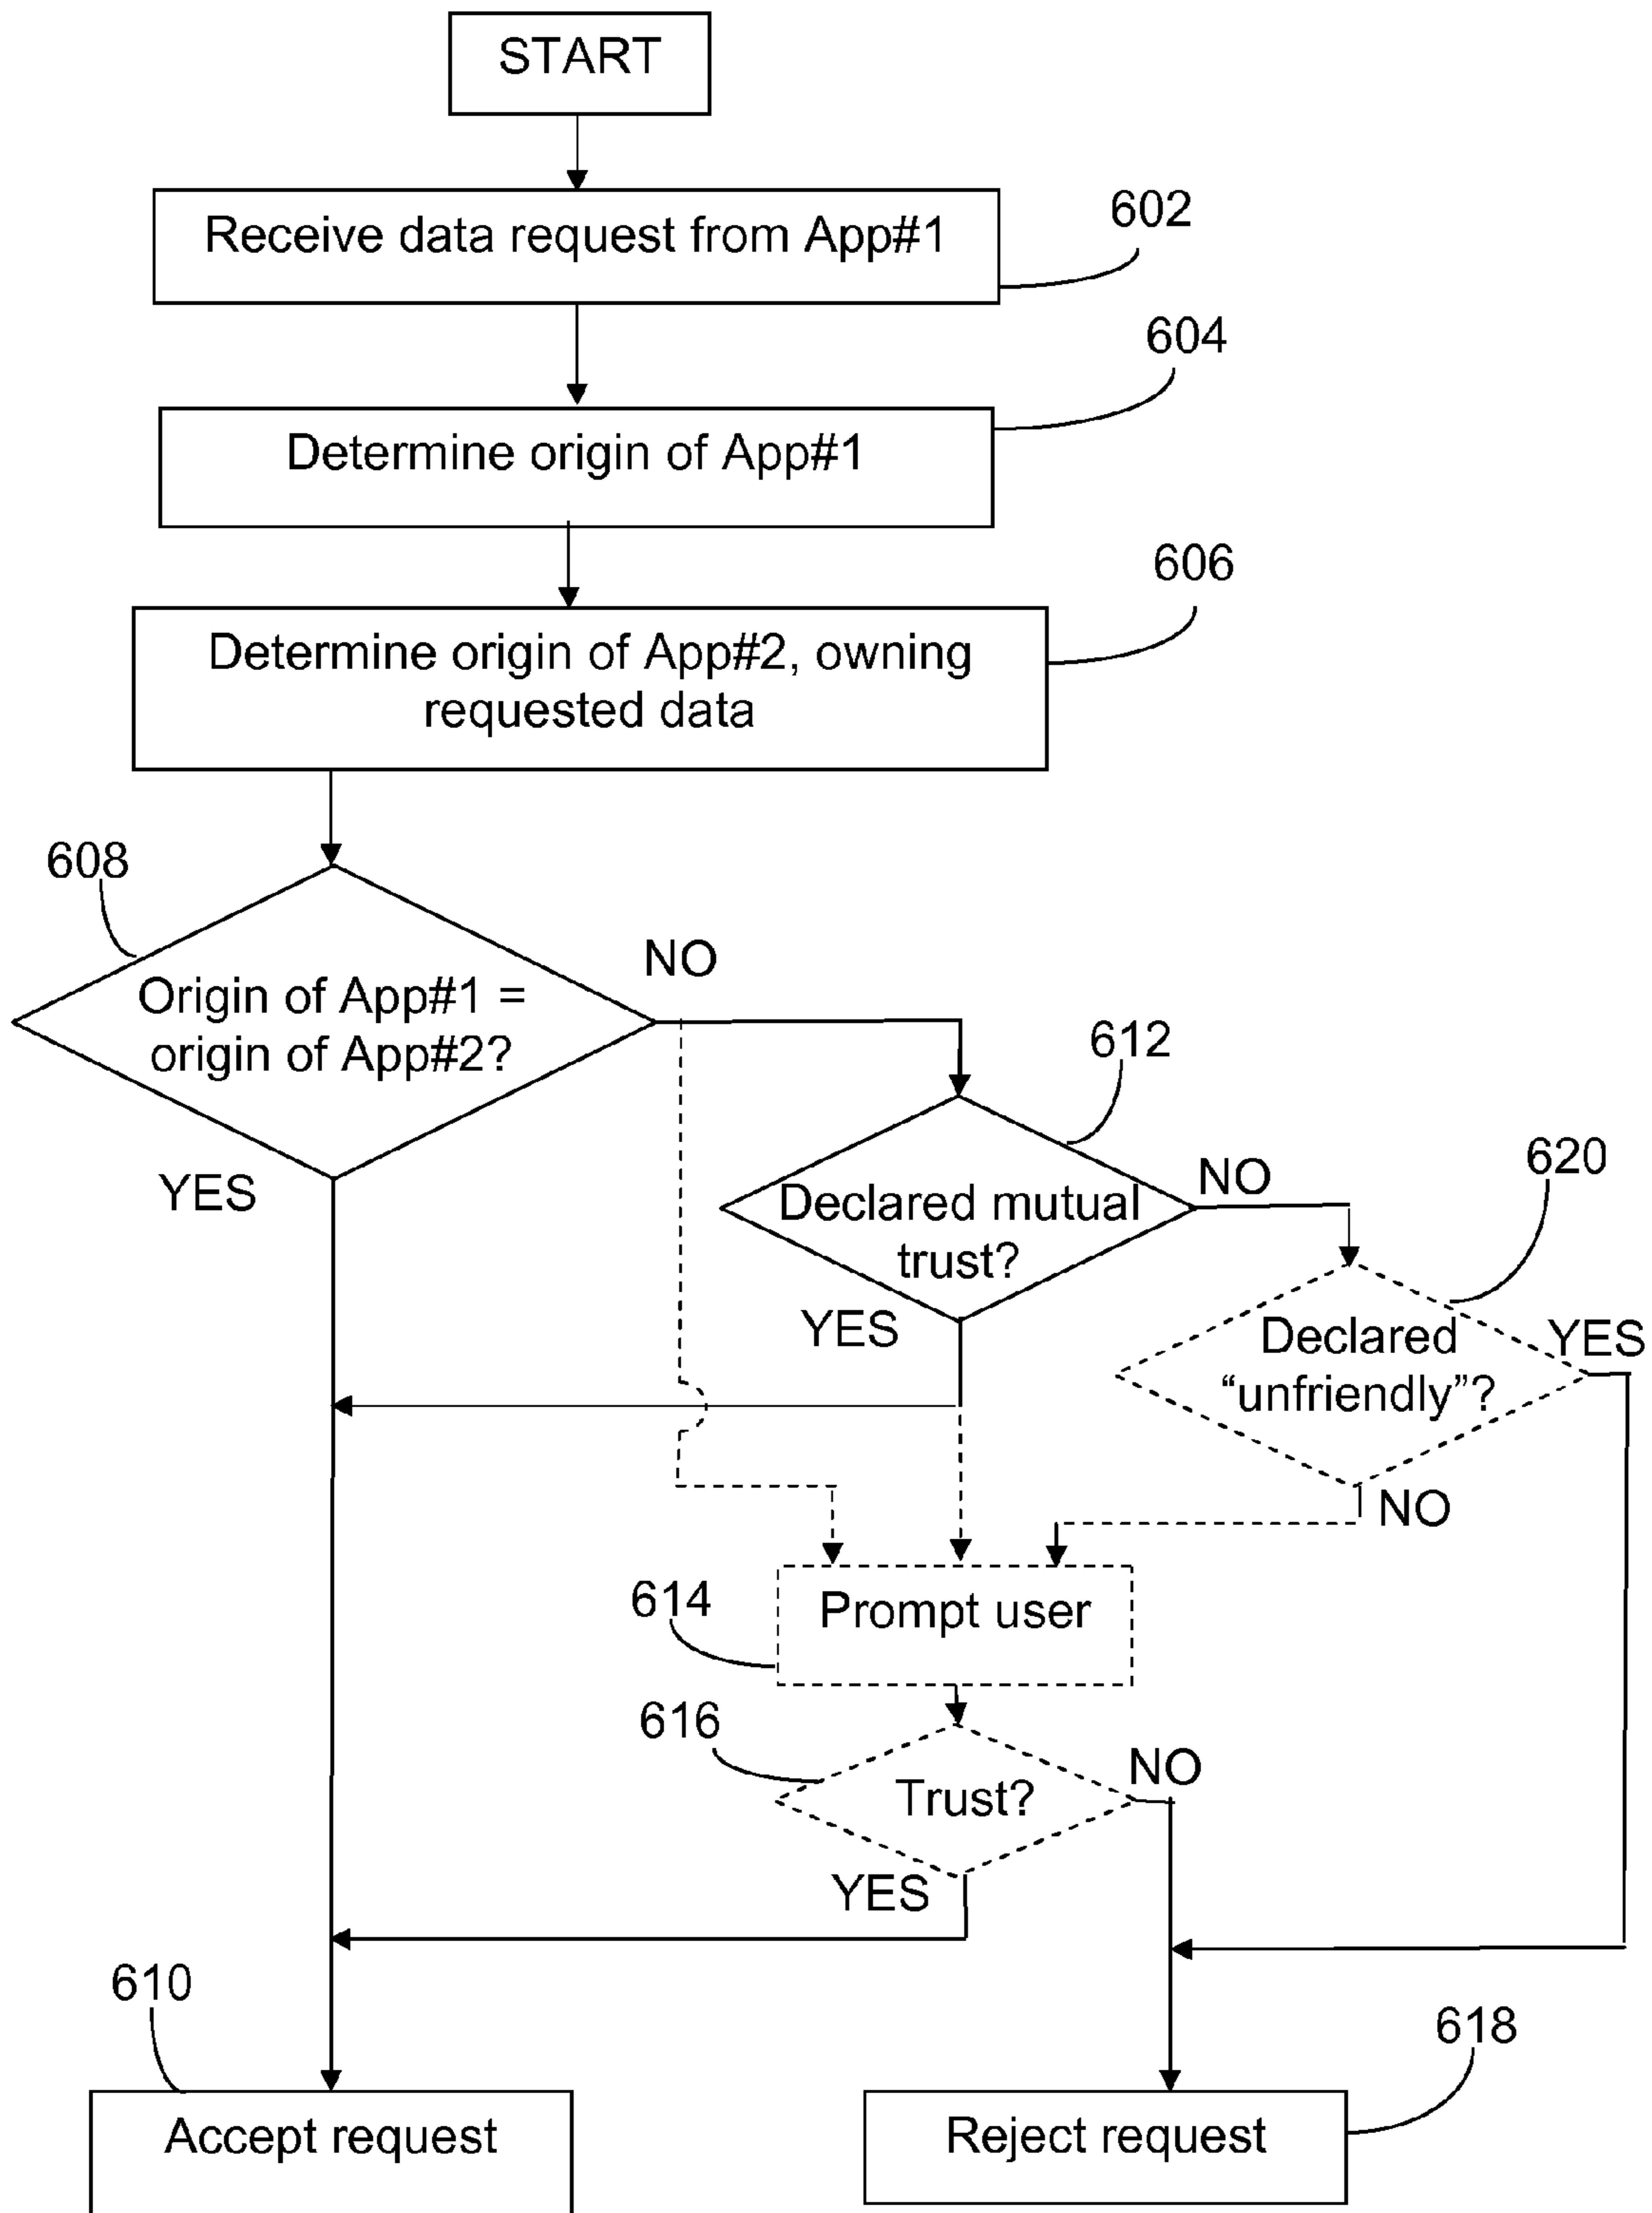 START
Receive data request from App#1
602
604
Determine origin of App#1
606
Determine origin of App#2, owning
requested data
608
NO
Origin of App#1 =
origin of App#2?
612
YES
NO
620
Declared mutual
trust?
YES
Declared
YES
“unfriendly”?
NO
614
Prompt user
616
NO
Trust?
YES
610
618
Accept request
Reject request